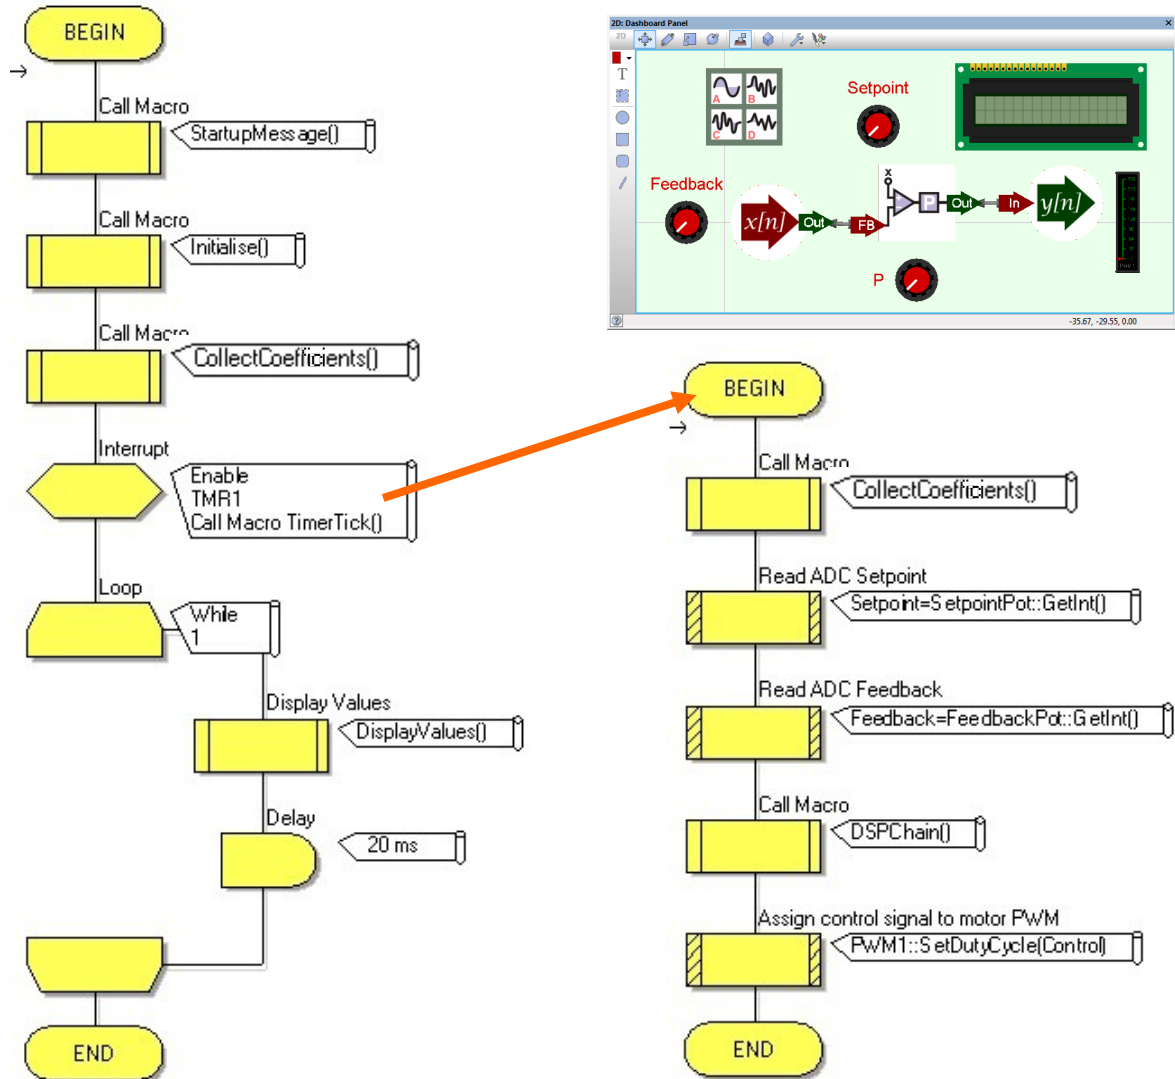 BEGIN
Call Macro
StartupMessage()
Call Macro
Initialise()
Call Macro
CollectCoefficients()
Interrupt
Enable
TMR1
Call Macro TimerTick()
Loop
While
1
Display Values
DisplayValues()
Delay
20 ms
END
2D: Dashboard Panel
2D
T
A
B
C
D
Setpoint
Feedback
x[n]
Out
FB
X
P
Out
In
y[n]
P
-35.67, -29.55, 0.00
BEGIN
Call Macro
CollectCoefficients()
Read ADC Setpoint
Setpoint=SetpointPot::GetInt()
Read ADC Feedback
Feedback=FeedbackPot::GetInt()
Call Macro
DSPChain()
Assign control signal to motor PWM
PWM1::SetDutyCycle(Control)
END